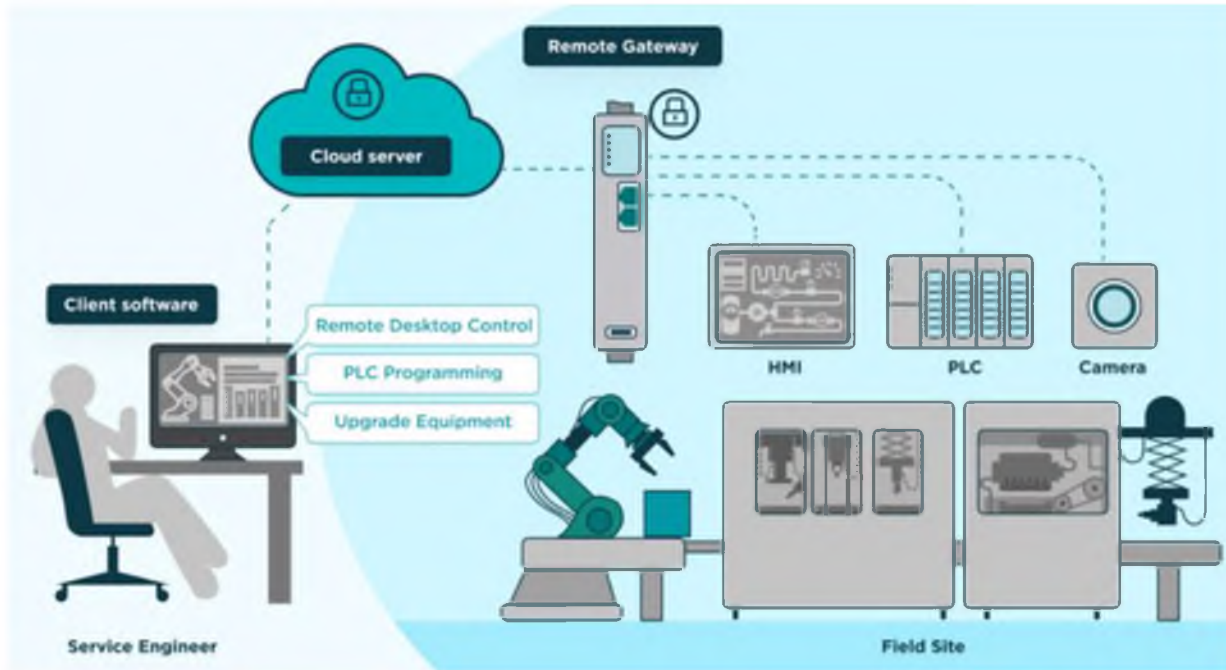 Remote Gateway
Cloud server
Client software
Remote Desktop Control
PLC Programming
Upgrade Equipment
HMI
PLC
Camera
Service Engineer
Field Site